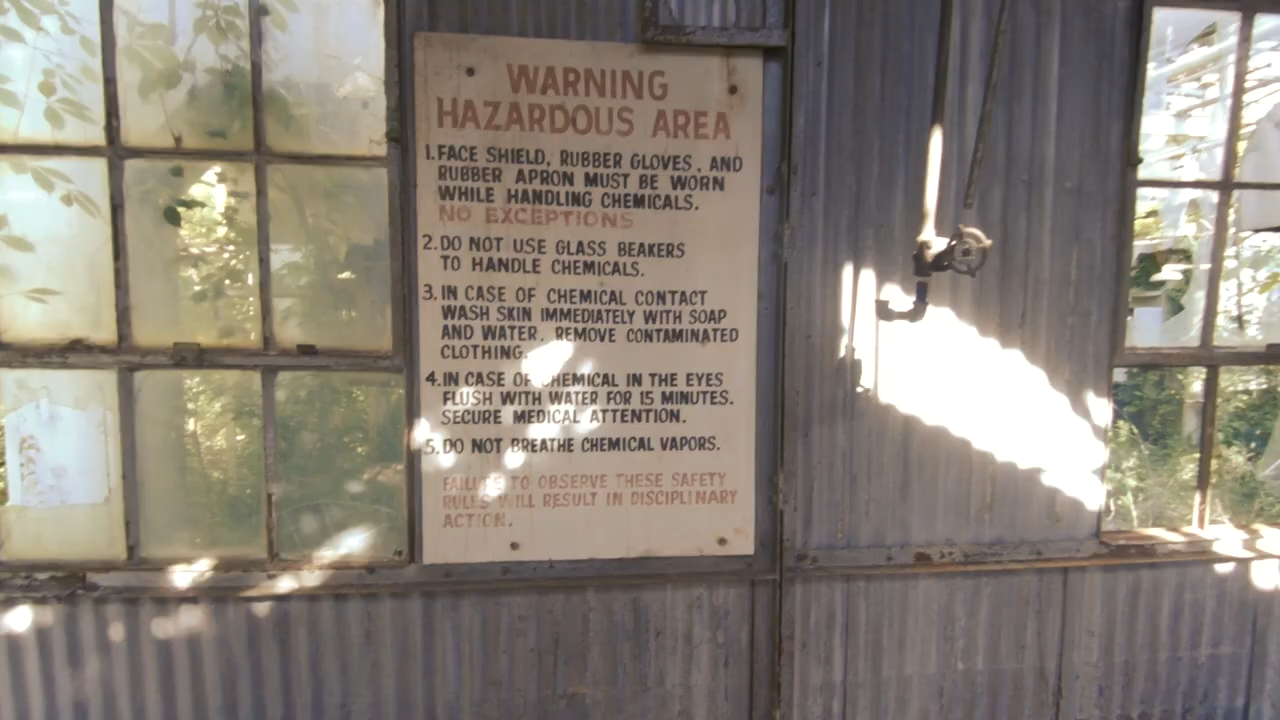 WARNING
HAZARDOUS AREA
1. FACE SHIELD, RUBBER GLOVES, AND
RUBBER APRON MUST BE WORN
WHILE HANDLING CHEMICALS.
NO EXCEPTIONS
2. DO NOT USE GLASS BEAKERS
TO HANDLE CHEMICALS.
3. IN CASE OF CHEMICAL CONTACT
WASH SKIN IMMEDIATELY WITH SOAP
AND WATER. REMOVE CONTAMINATED
CLOTHING.
4. IN CASE OF CHEMICAL IN THE EYES
FLUSH WITH WATER FOR 15 MINUTES.
SECURE MEDICAL ATTENTION.
5. DO NOT BREATHE CHEMICAL VAPORS.
FAILURE TO OBSERVE THESE SAFETY
RULES WILL RESULT IN DISCIPLINARY
ACTION.